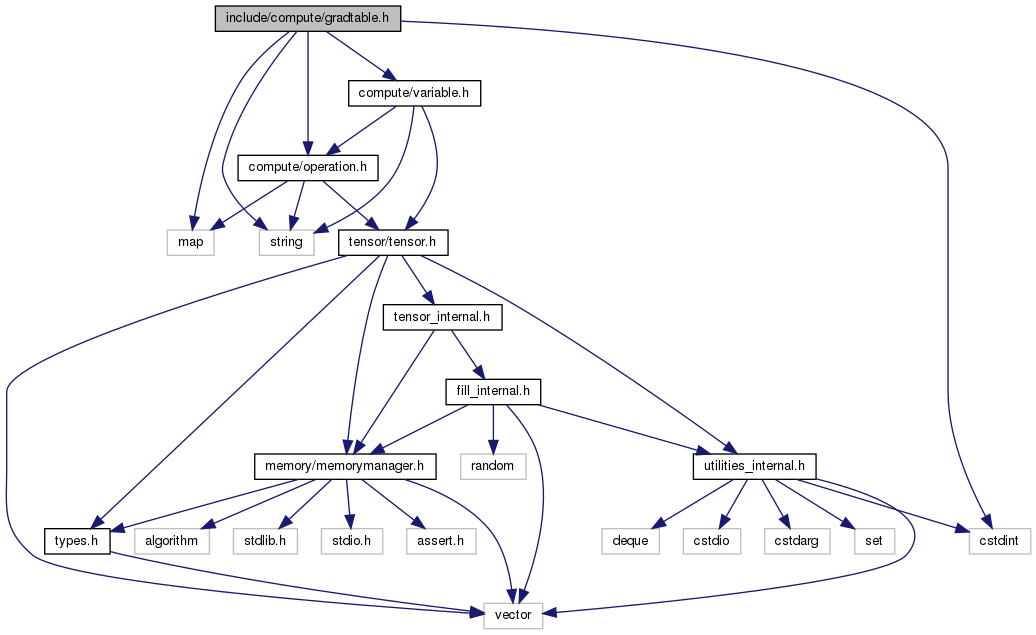 include/compute/gradtable.h
compute/variable.h
compute/operation.h
map
string
tensor/tensor.h
tensor_internal.h
fill_internal.h
memory/memorymanager.h
random
utilities_internal.h
types.h
algorithm
stdlib.h
stdio.h
assert.h
deque
cstdio
cstdarg
set
cstdint
vector